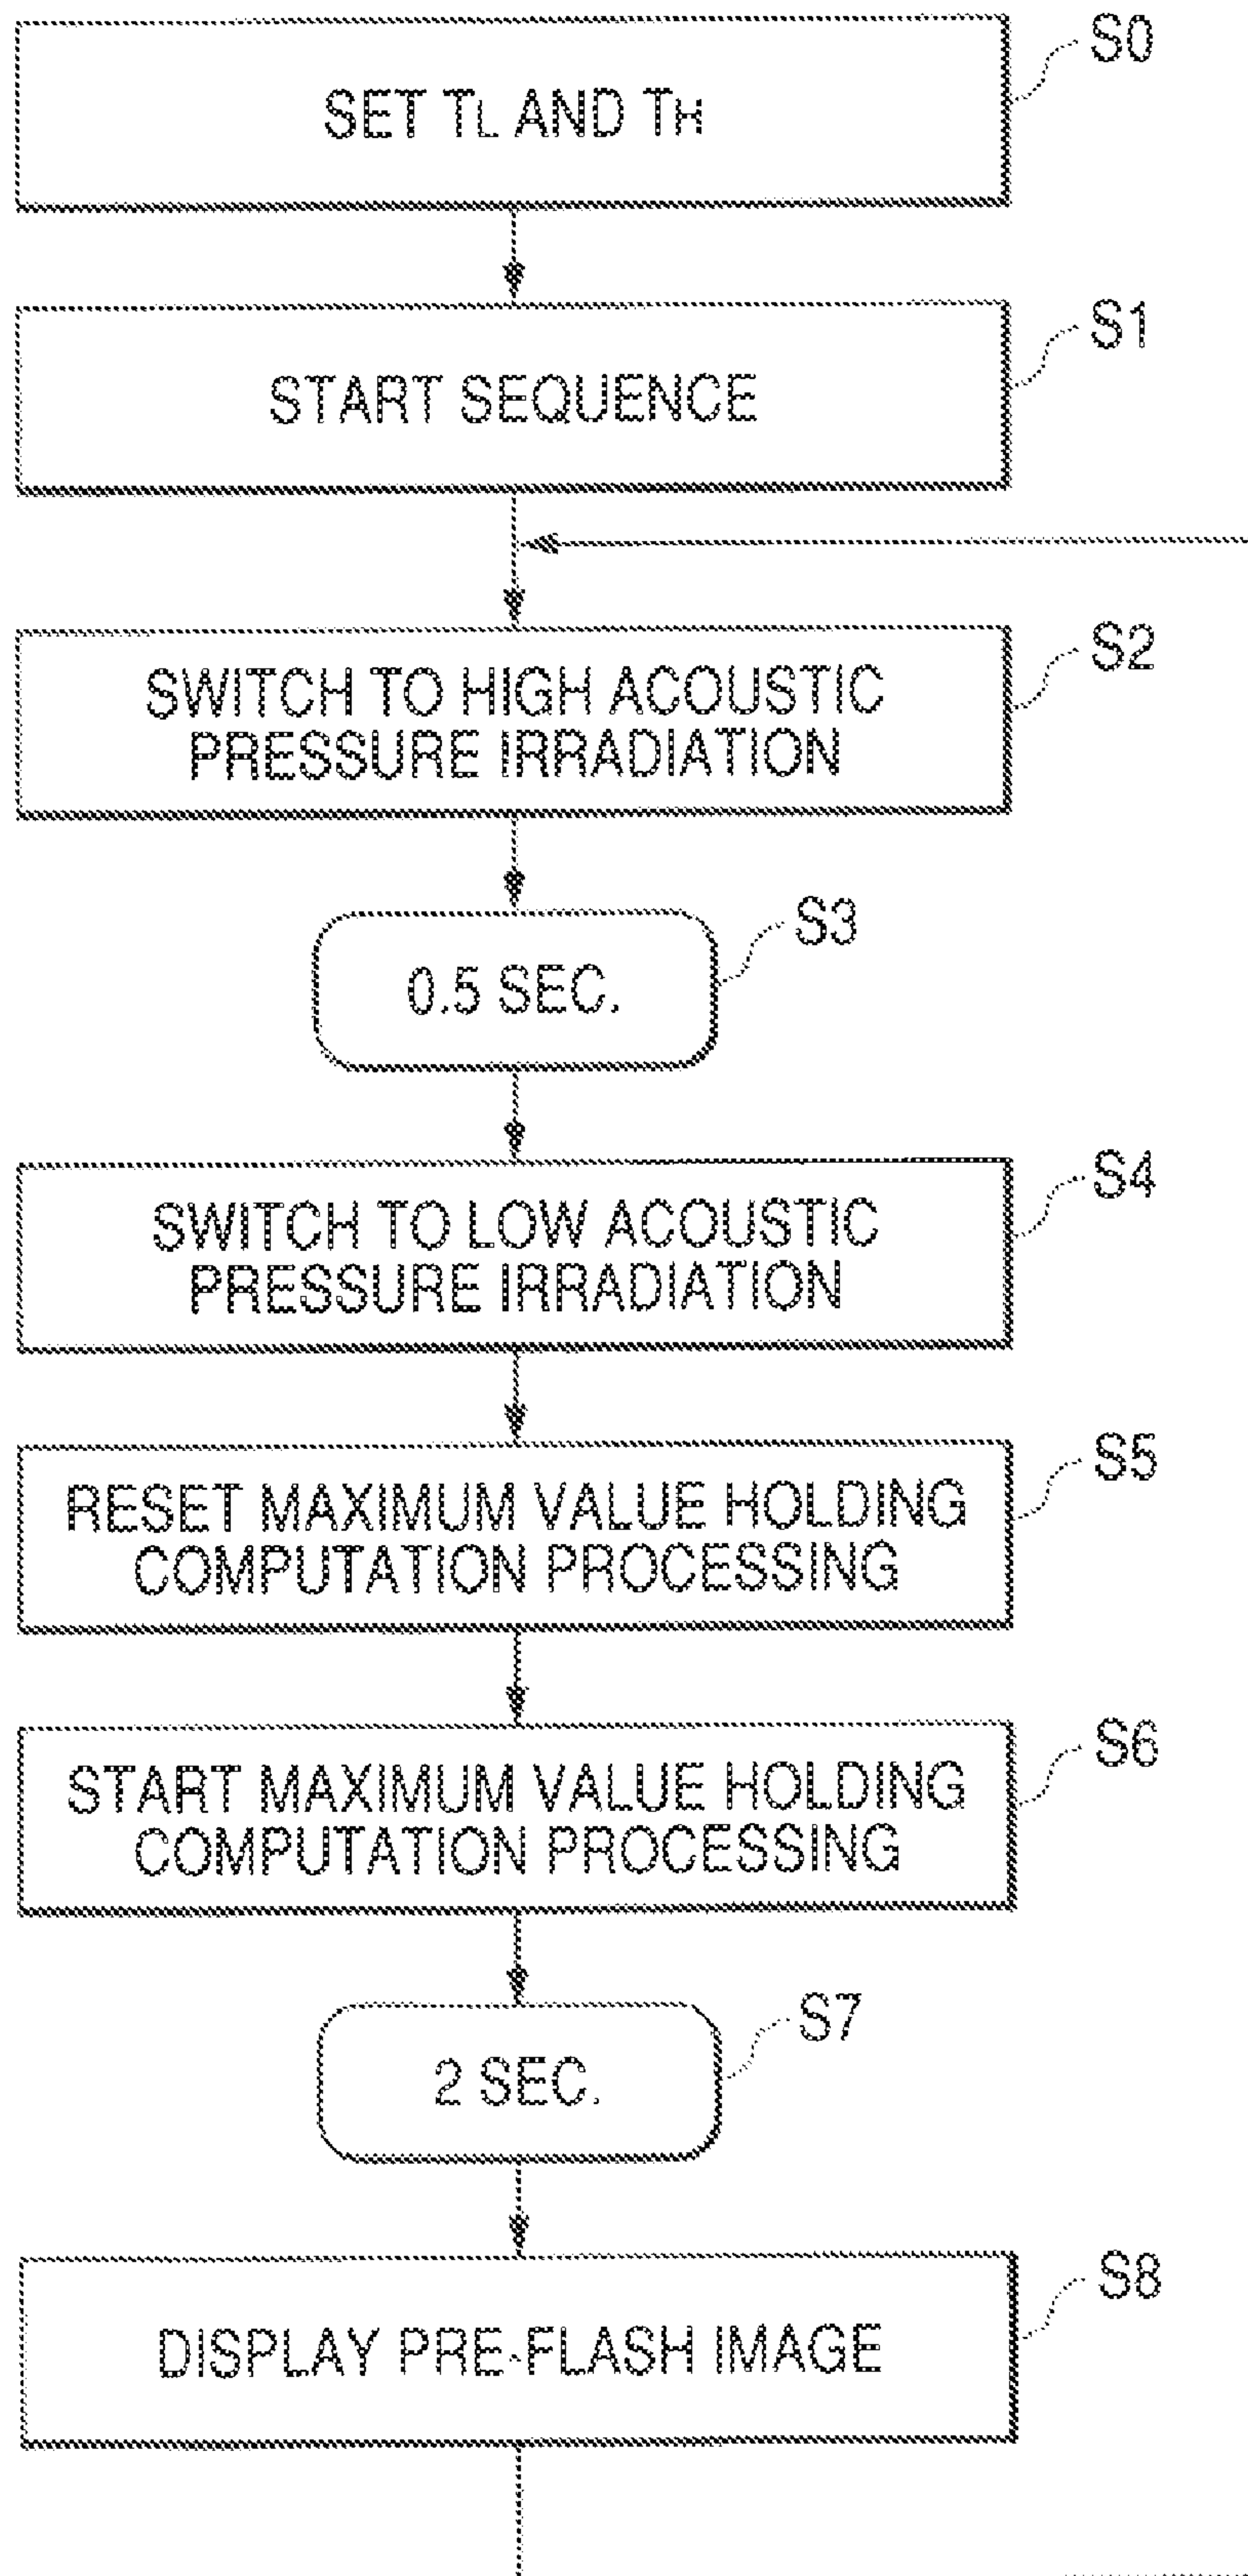 S0
SET TL AND TH
S1
START SEQUENCE
S2
SWITCH TO HIGH ACOUSTIC
PRESSURE IRRADIATION
S3
0.5 SEC.
S4
SWITCH TO LOW ACOUSTIC
PRESSURE IRRADIATION
S5
RESET MAXIMUM VALUE HOLDING
COMPUTATION PROCESSING
S6
START MAXIMUM VALUE HOLDING
COMPUTATION PROCESSING
S7
2 SEC.
S8
DISPLAY PRE-FLASH IMAGE